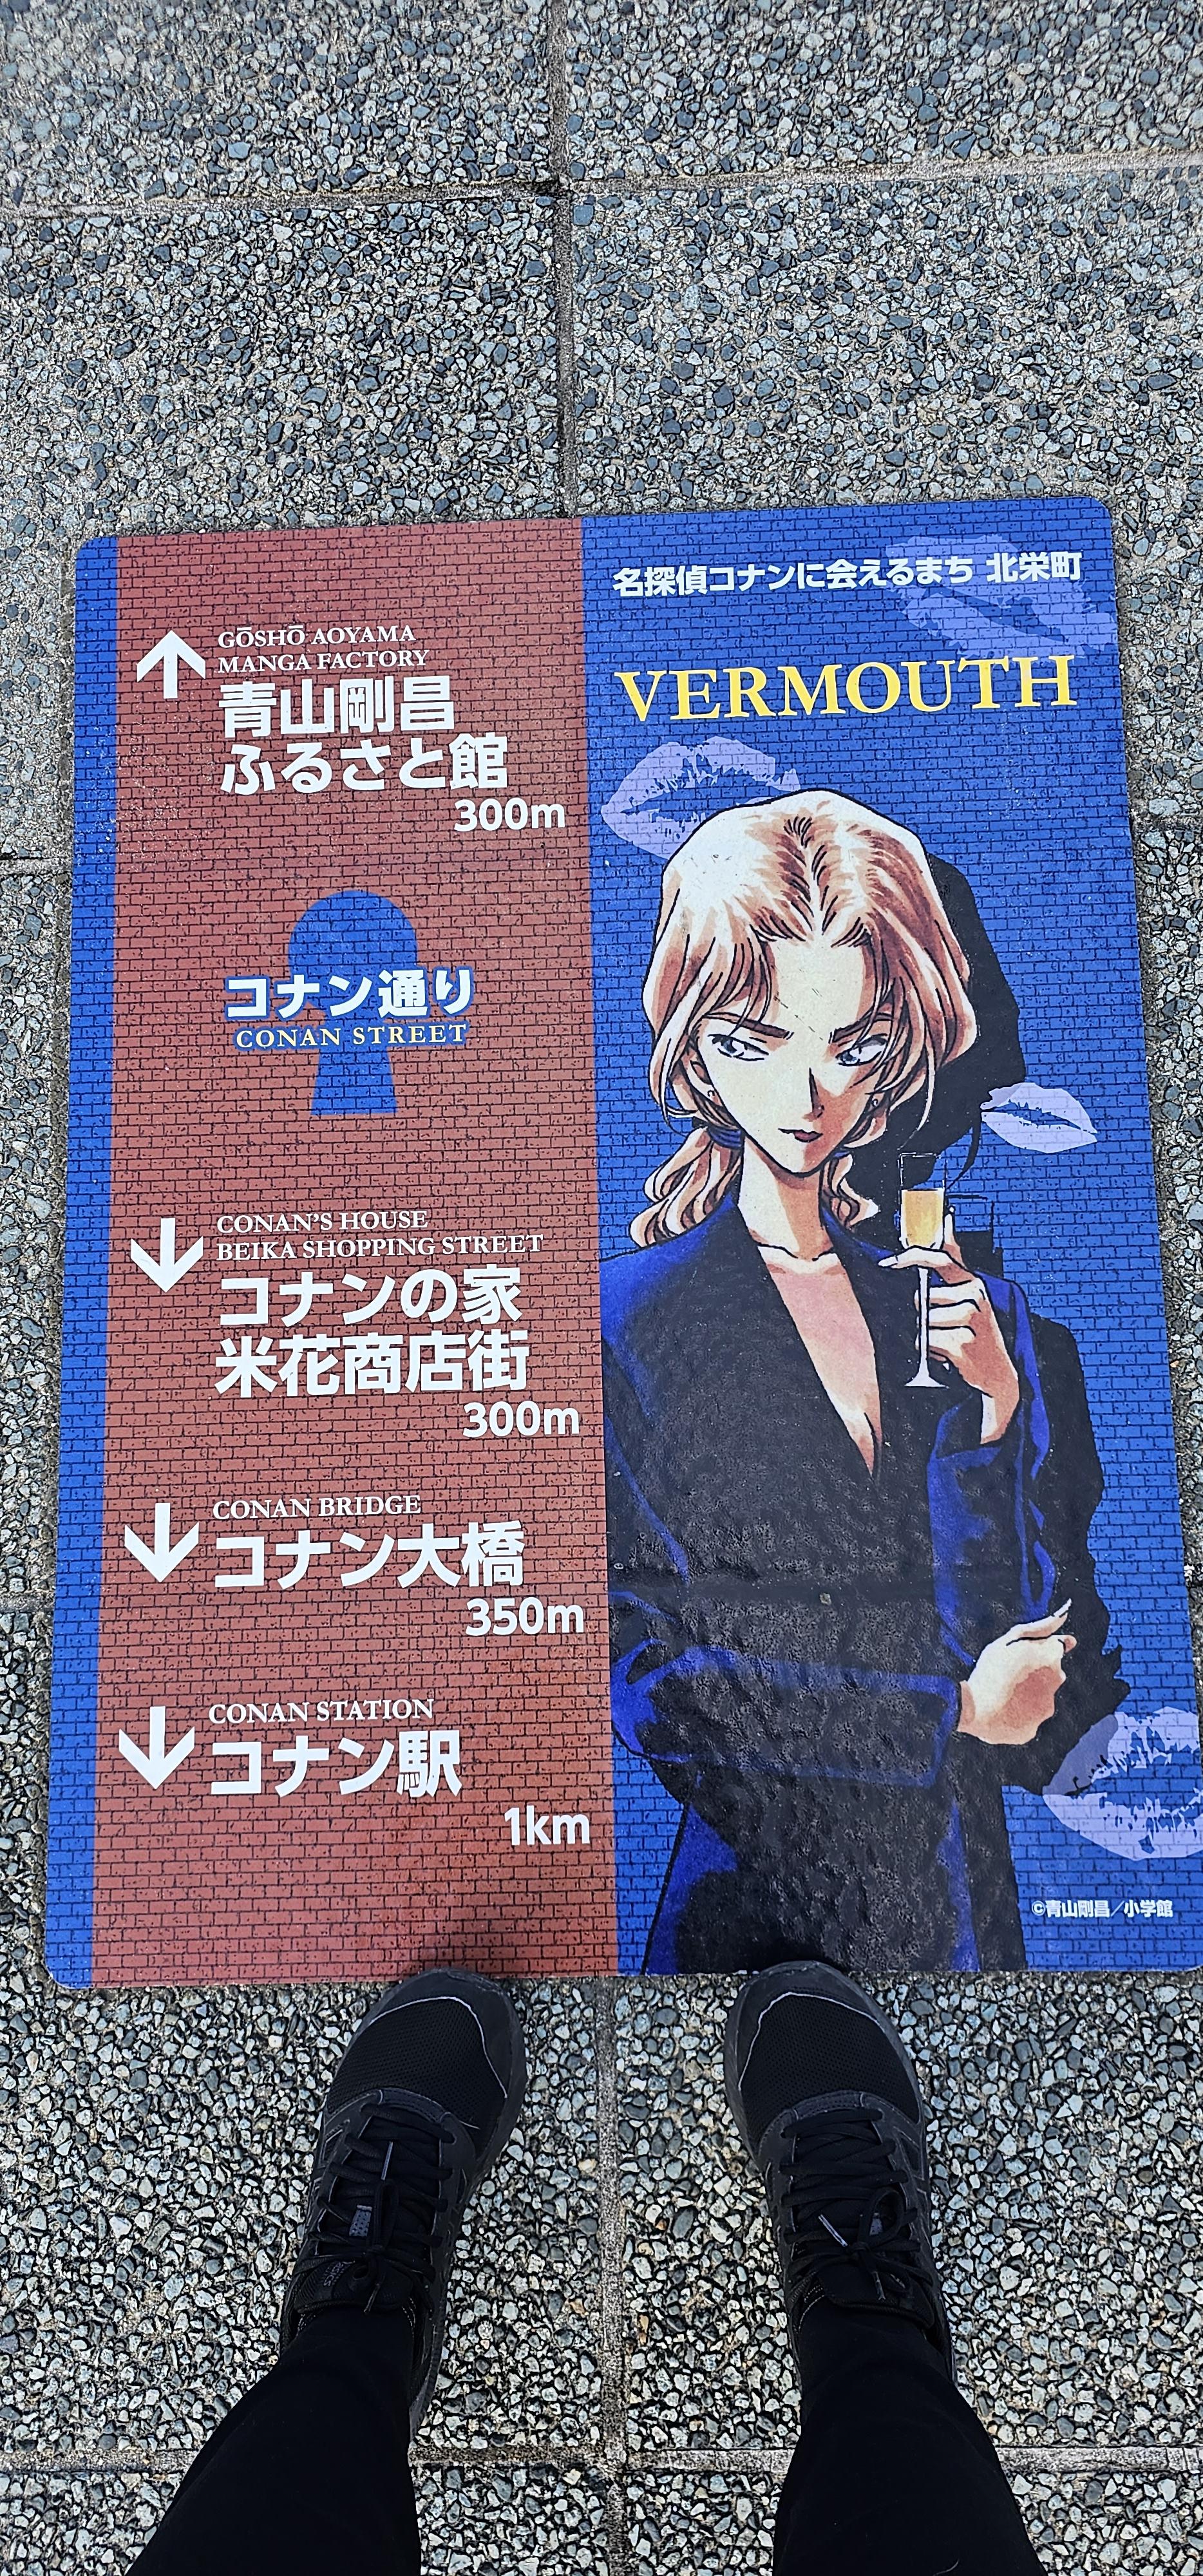 GŌSHŌ AOYAMA
MANGA FACTORY
青山剛昌
ふるさと館
300m
コナン通り
CONAN STREET
CONAN'S HOUSE
BEIKA SHOPPING STREET
コナンの家
米花商店街
300m
CONAN BRIDGE
コナン大橋
350m
CONAN STATION
コナン駅
1km
名探偵コナンに会えるまち 北栄町
VERMOUTH
©青山剛昌/小学館